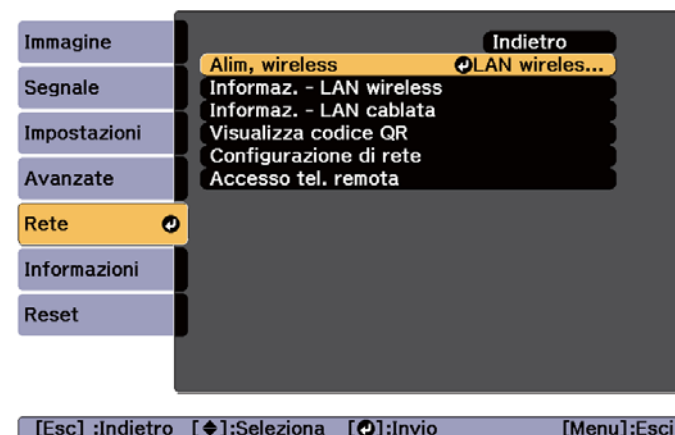 Immagine
Segnale
Impostazioni
Avanzate
Rete
Informazioni
Reset
Indietro
Alim, wireless LAN wireles...
Informaz. - LAN wireless
Informaz. - LAN cablata
Visualizza codice QR
Configurazione di rete
Accesso tel. remota
[Esc] :Indietro [◆]:Seleziona [↵]:Invio [Menu]:Esci